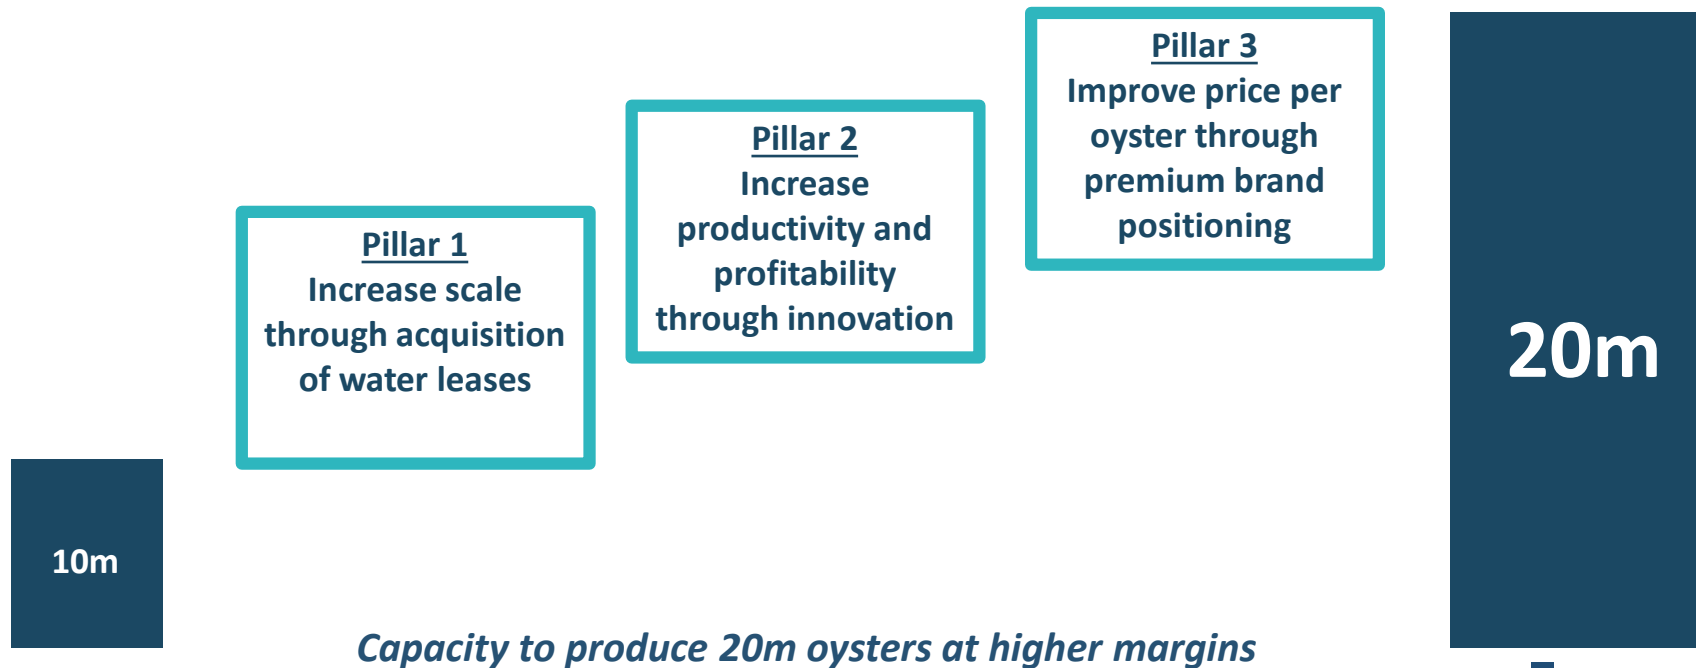 10m
Pillar 1
Increase scale
through acquisition
of water leases
Pillar 2
Increase
productivity and
profitability
through innovation
Pillar 3
Improve price per
oyster through
premium brand
positioning
20m
Capacity to produce 20m oysters at higher margins